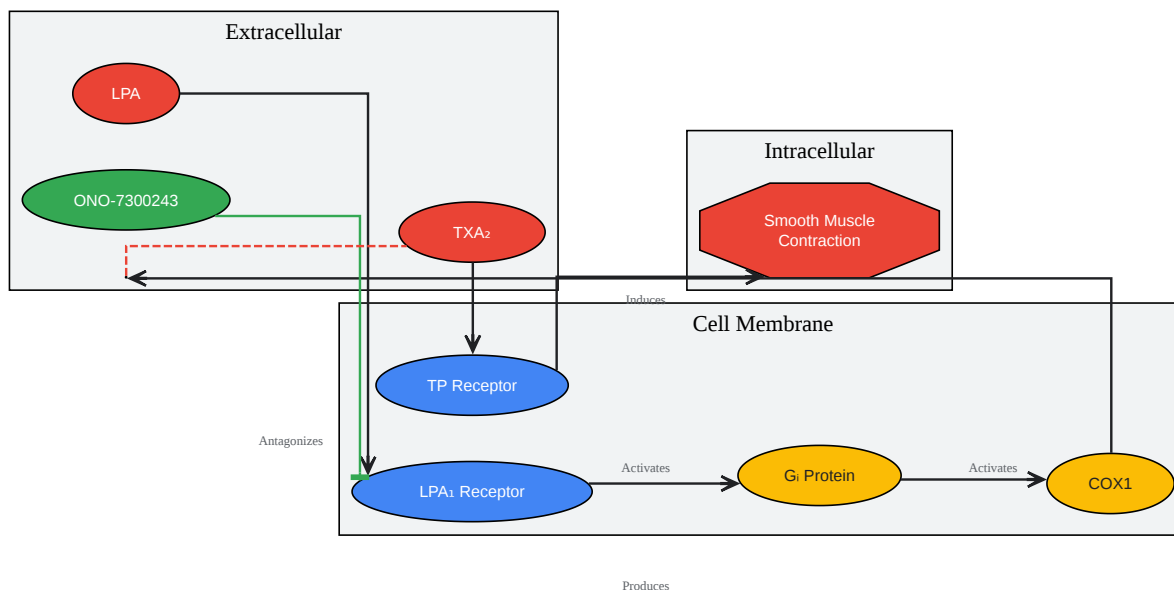 Extracellular
LPA
ONO-7300243
TXA₂
Intracellular
Smooth Muscle
Contraction
Induces
Cell Membrane
TP Receptor
Antagonizes
LPA₁ Receptor
Activates
Gᵢ Protein
Activates
COX1
Produces